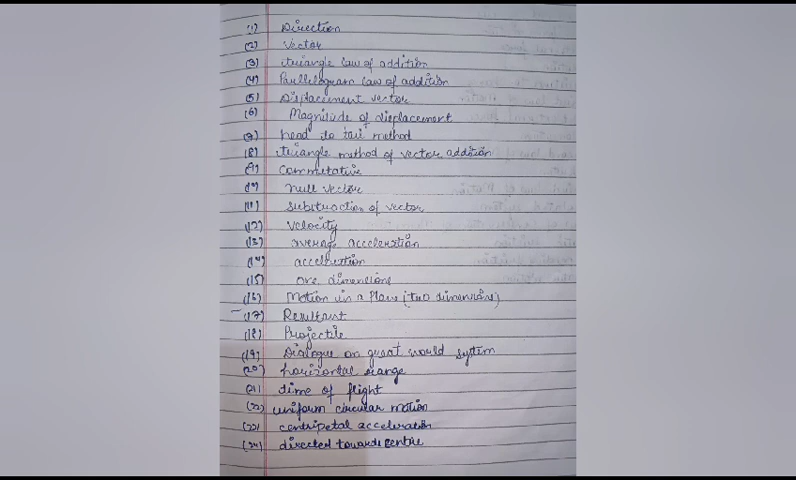 (1) Direction
(2) Vector
(3) triangle law of addition
(4) Parllelogram law of addition
(5) Displacement vector
(6) Magnitude of displacement
(7) head to tail method
(8) triangle method of vector addition
(9) Commutative
(10) null vector
(11) substraction of vector
(12) velocity
(13) average acceleration
(14) acceleration
(15) one dimensions
(16) Motion in a Plane (two dimensions)
(17) Resultant
(18) Projectile
(19) Dialogue on great world system
(20) horizontal range
(21) time of flight
(22) uniform circular motion
(23) centripetal acceleration
(24) directed towards centre